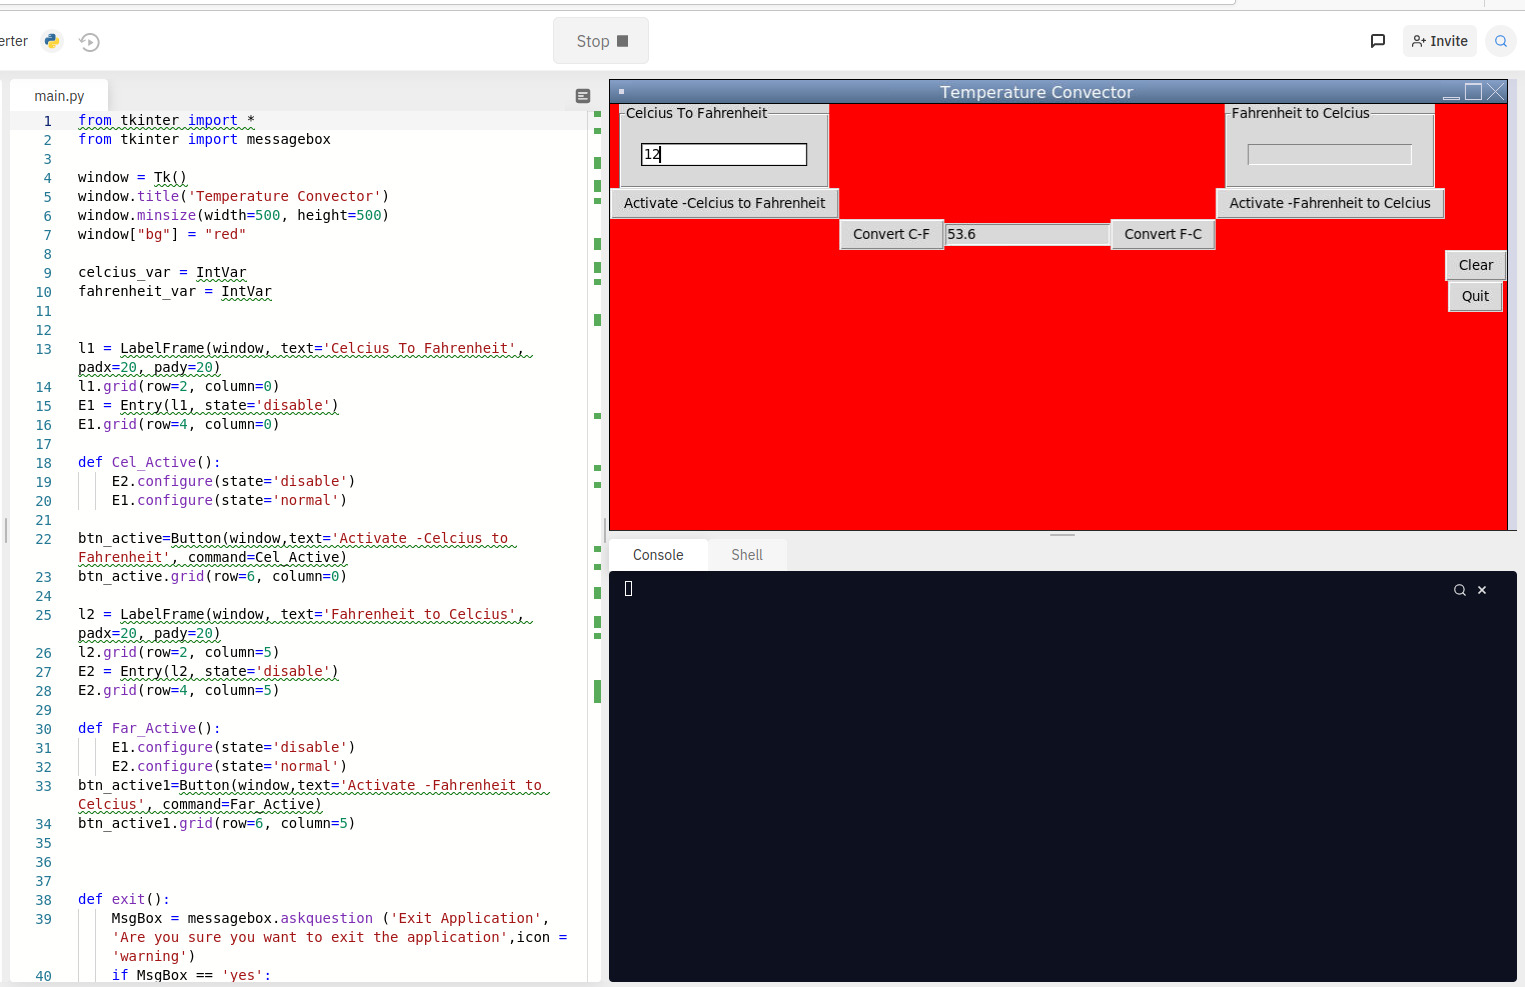 erter
Stop
Invite
main.py
1 from tkinter import *
2 from tkinter import messagebox
3
4 window = Tk()
5 window.title('Temperature Convector')
6 window.minsize(width=500, height=500)
7 window["bg"] = "red"
8
9 celcius_var = IntVar
10 fahrenheit_var = IntVar
11
12
13 l1 = LabelFrame(window, text='Celcius To Fahrenheit',
padx=20, pady=20)
14 l1.grid(row=2, column=0)
15 E1 = Entry(l1, state='disable')
16 E1.grid(row=4, column=0)
17
18 def Cel_Active():
19 E2.configure(state='disable')
20 E1.configure(state='normal')
21
22 btn_active=Button(window,text='Activate -Celcius to
Fahrenheit', command=Cel_Active)
23 btn_active.grid(row=6, column=0)
24
25 l2 = LabelFrame(window, text='Fahrenheit to Celcius',
padx=20, pady=20)
26 l2.grid(row=2, column=5)
27 E2 = Entry(l2, state='disable')
28 E2.grid(row=4, column=5)
29
30 def Far_Active():
31 E1.configure(state='disable')
32 E2.configure(state='normal')
33 btn_active1=Button(window,text='Activate -Fahrenheit to
Celcius', command=Far_Active)
34 btn_active1.grid(row=6, column=5)
35
36
37
38 def exit():
39 MsgBox = messagebox.askquestion ('Exit Application',
'Are you sure you want to exit the application',icon =
'warning')
40 if MsgBox == 'yes':
Temperature Convector
Celcius To Fahrenheit
Fahrenheit to Celcius
12
Activate -Celcius to Fahrenheit
Activate -Fahrenheit to Celcius
Convert C-F
53.6
Convert F-C
Clear
Quit
Console
Shell